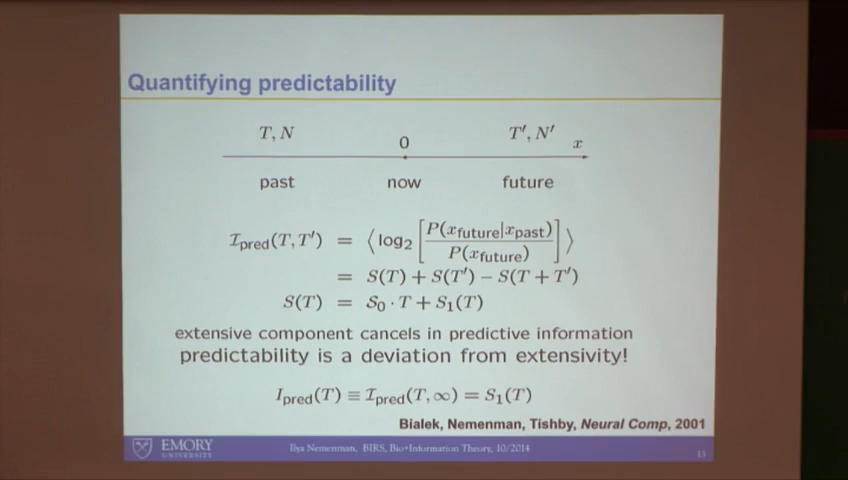 Quantifying predictability
T, N
T′, N′
0
x
past
now
future
𝓘pred(T, T′) = ⟨log₂ [P(xfuture|xpast) / P(xfuture)]⟩
= S(T) + S(T′) − S(T + T′)
S(T) = 𝓢₀ · T + S₁(T)
extensive component cancels in predictive information
predictability is a deviation from extensivity!
Ipred(T) ≡ 𝓘pred(T, ∞) = S₁(T)
Bialek, Nemenman, Tishby, Neural Comp, 2001
EMORY
UNIVERSITY
Ilya Nemenman, BIRS, Bio+Information Theory, 10/2014
13